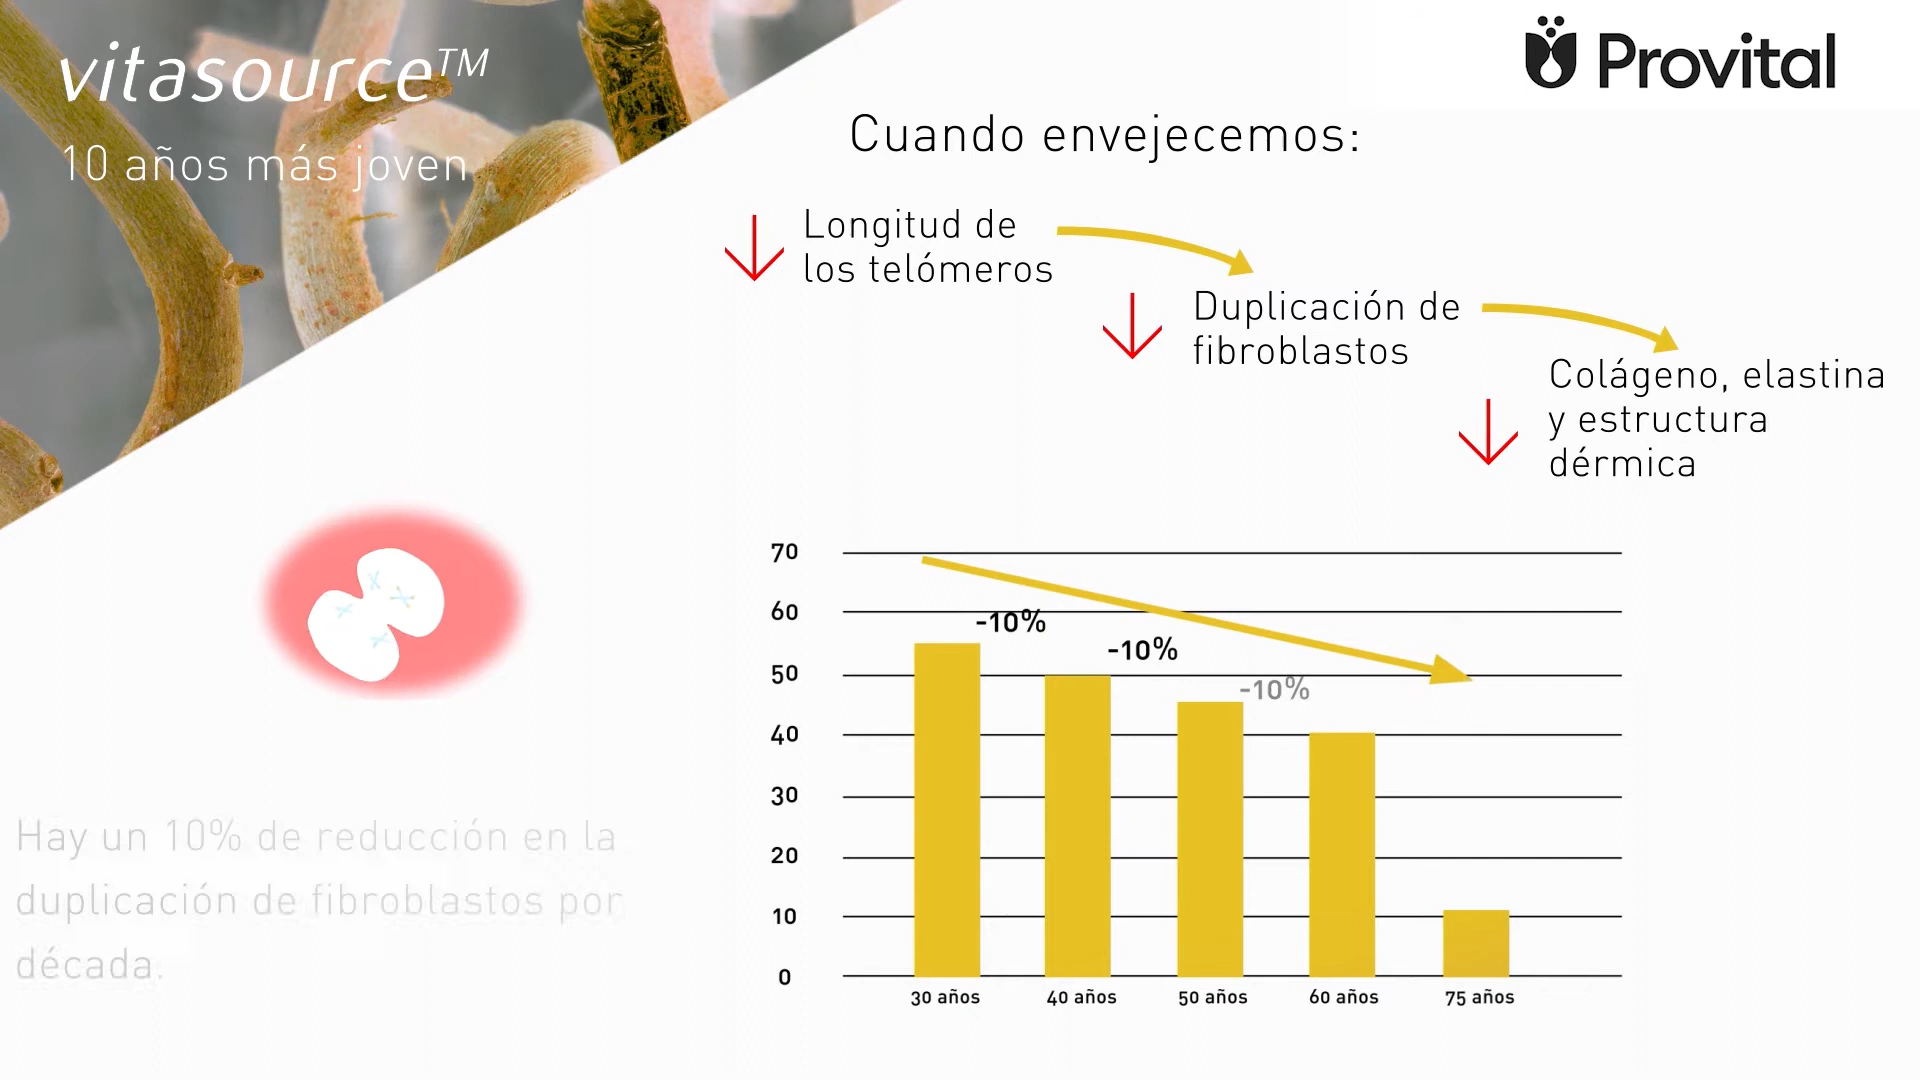 vitasource™
10 años más joven
Provital
Cuando envejecemos:
Longitud de
los telómeros
Duplicación de
fibroblastos
Colágeno, elastina
y estructura
dérmica
Hay un 10% de reducción en la
duplicación de fibroblastos por
década.
70
60
50
40
30
20
10
0
-10%
-10%
-10%
30 años
40 años
50 años
60 años
75 años